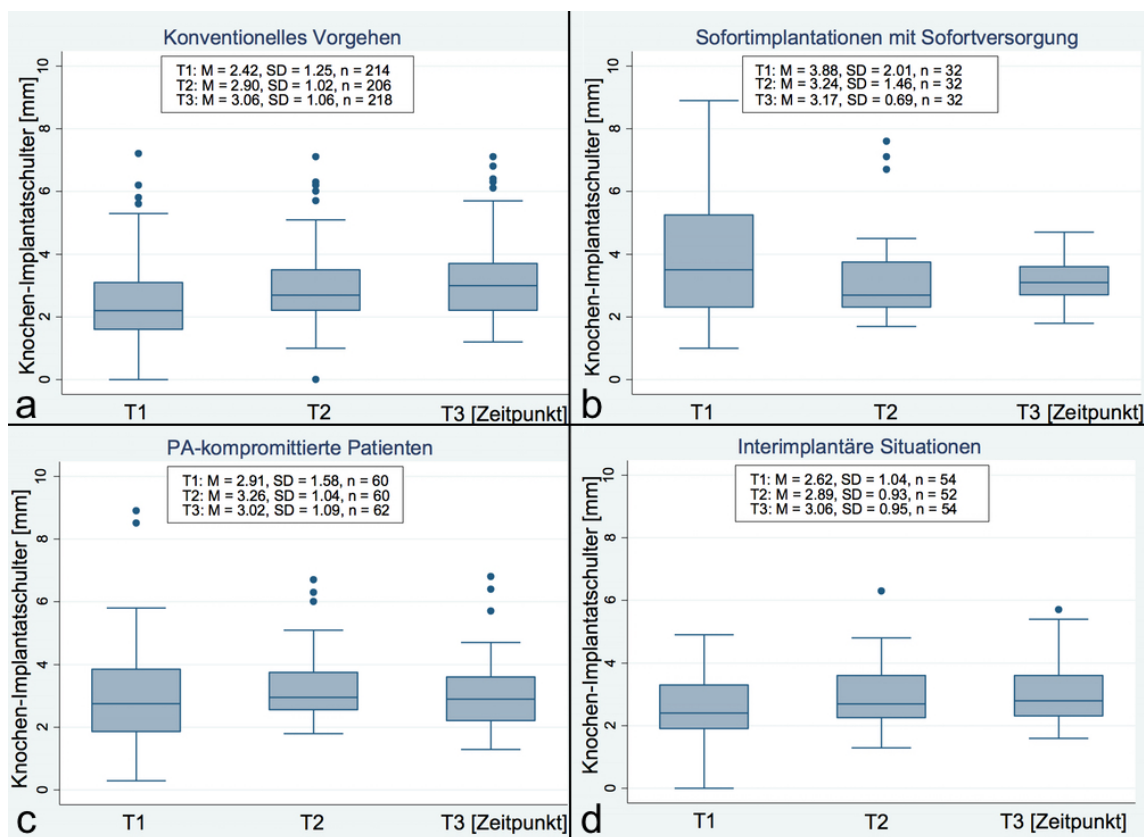 Konventionelles Vorgehen
T1: M = 2.42, SD = 1.25, n = 214
T2: M = 2.90, SD = 1.02, n = 206
T3: M = 3.06, SD = 1.06, n = 218
Knochen-Implantatschulter [mm]
10
8
6
4
2
0
T1 T2 T3 [Zeitpunkt]
a
Sofortimplantationen mit Sofortversorgung
T1: M = 3.88, SD = 2.01, n = 32
T2: M = 3.24, SD = 1.46, n = 32
T3: M = 3.17, SD = 0.69, n = 32
Knochen-Implantatschulter [mm]
10
8
6
4
2
0
T1 T2 T3 [Zeitpunkt]
b
PA-kompromittierte Patienten
T1: M = 2.91, SD = 1.58, n = 60
T2: M = 3.26, SD = 1.04, n = 60
T3: M = 3.02, SD = 1.09, n = 62
Knochen-Implantatschulter [mm]
10
8
6
4
2
0
T1 T2 T3 [Zeitpunkt]
c
Interimplantäre Situationen
T1: M = 2.62, SD = 1.04, n = 54
T2: M = 2.89, SD = 0.93, n = 52
T3: M = 3.06, SD = 0.95, n = 54
Knochen-Implantatschulter [mm]
10
8
6
4
2
0
T1 T2 T3 [Zeitpunkt]
d